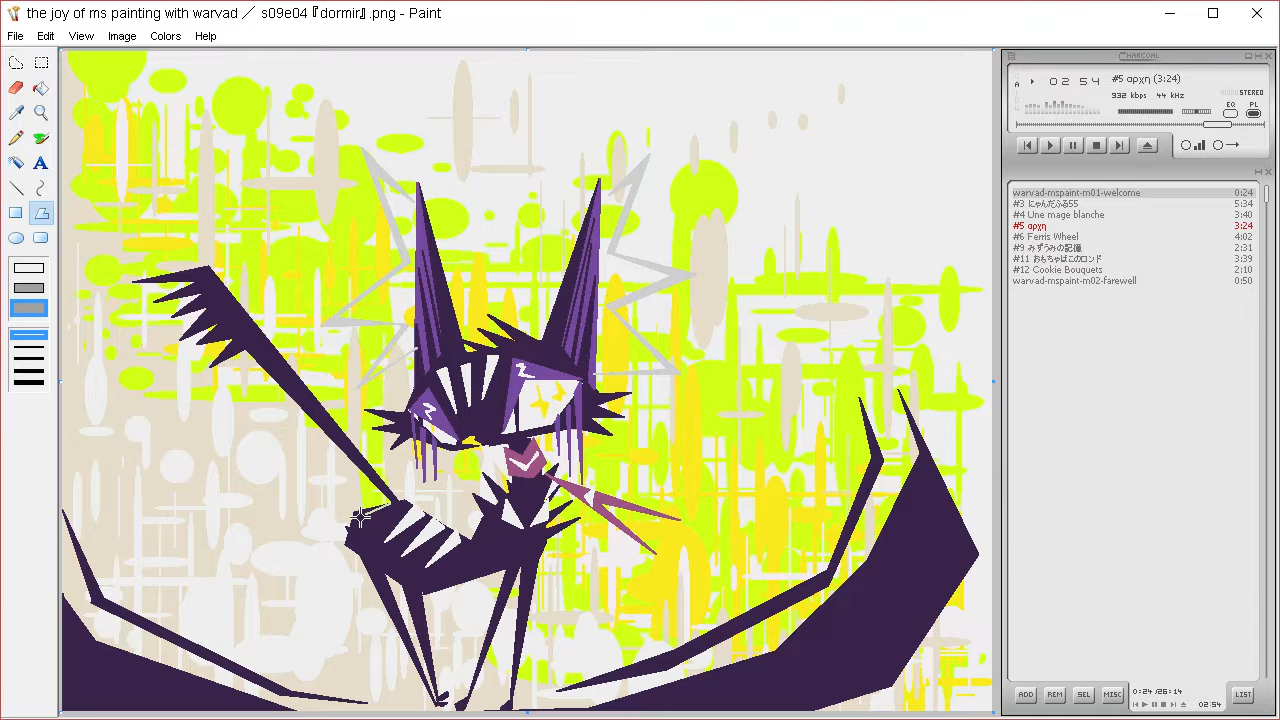 the joy of ms painting with warvad ／ s09e04『dormir』.png - Paint
File Edit View Image Colors Help
CHARCOAL
02 54
#5 αρχη (3:24)
932 kbps 44 kHz
STEREO
EQ PL
warvad-mspaint-m01-welcome 0:24
#3 にゃんだふる55 5:34
#4 Une mage blanche 3:40
#5 αρχη 3:24
#6 Ferris Wheel 4:02
#9 みずうみの記憶 2:31
#11 おもちゃばこのロンド 3:39
#12 Cookie Bouquets 2:10
warvad-mspaint-m02-farewell 0:50
ADD REM SEL MISC
0:24/26:14
02:54
LIST